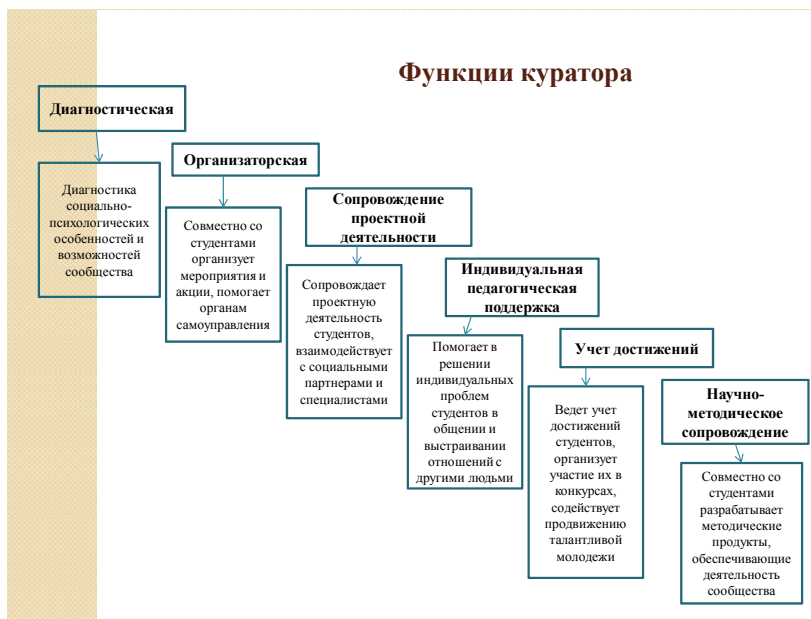 Функции куратора
Диагностическая
Диагностика
социально-
психологических
особенностей и
возможностей
сообщества
Организаторская
Совместно со
студентами
организует
мероприятия и
акции, помогает
органам
самоуправления
Сопровождение
проектной
деятельности
Сопровождает
проектную
деятельность
студентов,
взаимодействует
с социальными
партнерами и
специалистами
Индивидуальная
педагогическая
поддержка
Помогает в
решении
индивидуальных
проблем
студентов в
общении и
выстраивании
отношений с
другими людьми
Учет достижений
Ведет учет
достижений
студентов,
организует
участие их в
конкурсах,
содействует
продвижению
талантливой
молодежи
Научно-
методическое
сопровождение
Совместно со
студентами
разрабатывает
методические
продукты,
обеспечивающие
деятельность
сообщества